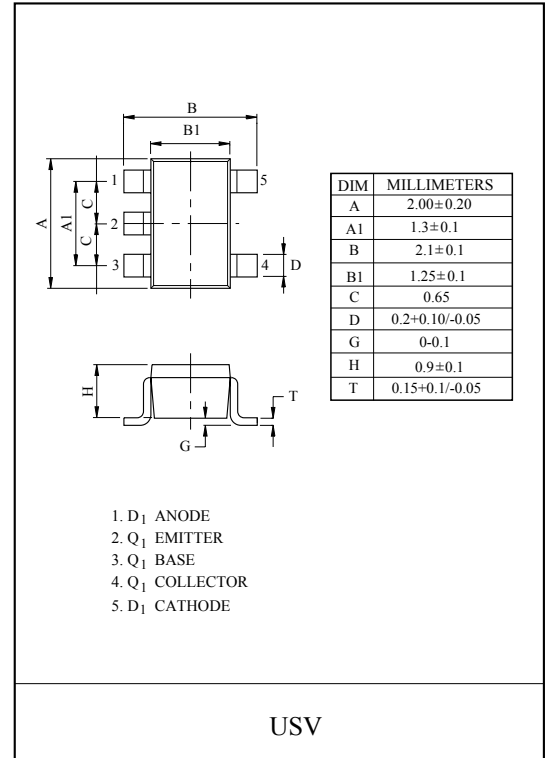 B
B1
1
5
A
A1
C
2
C
3
4
D
DIM MILLIMETERS
A 2.00±0.20
A1 1.3±0.1
B 2.1±0.1
B1 1.25±0.1
C 0.65
D 0.2+0.10/-0.05
G 0-0.1
H 0.9±0.1
T 0.15+0.1/-0.05
H
T
G
1. D1 ANODE
2. Q1 EMITTER
3. Q1 BASE
4. Q1 COLLECTOR
5. D1 CATHODE
USV